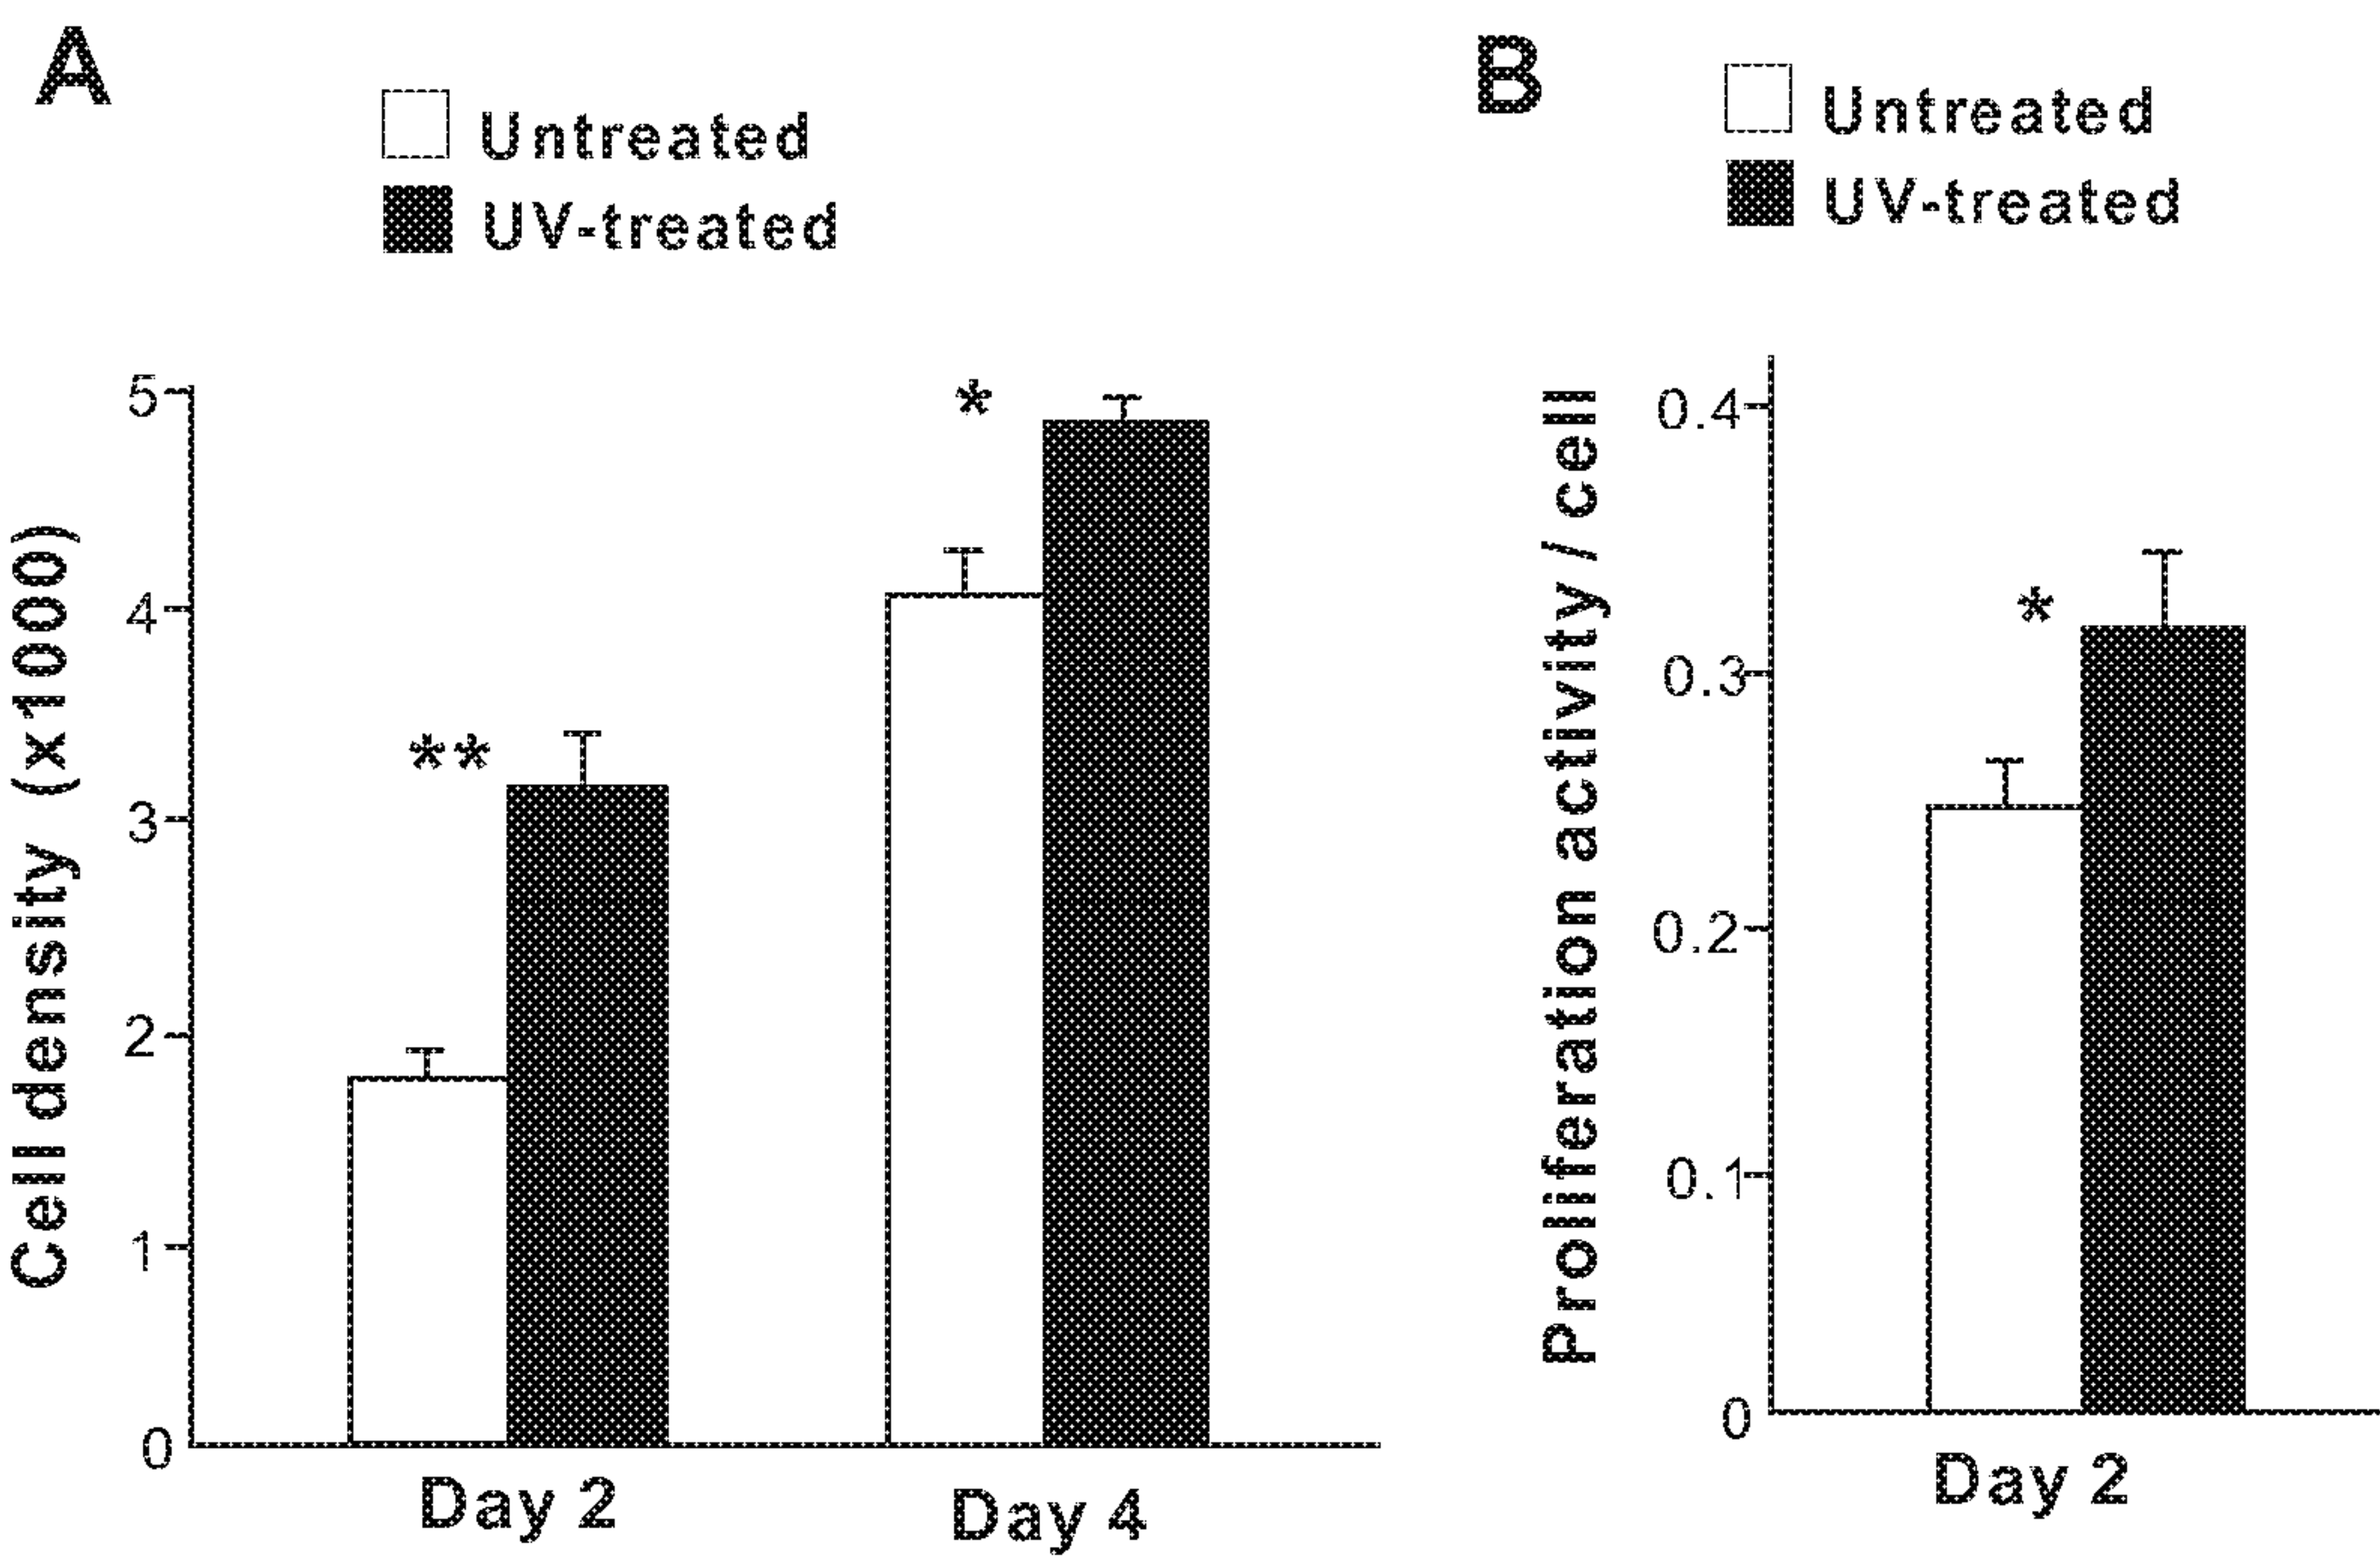 A
Untreated
UV-treated
Cell density (x1000)
5
4
3
2
1
0
**
*
Day 2
Day 4
B
Untreated
UV-treated
Proliferation activity / cell
0.4
0.3
0.2
0.1
0
*
Day 2